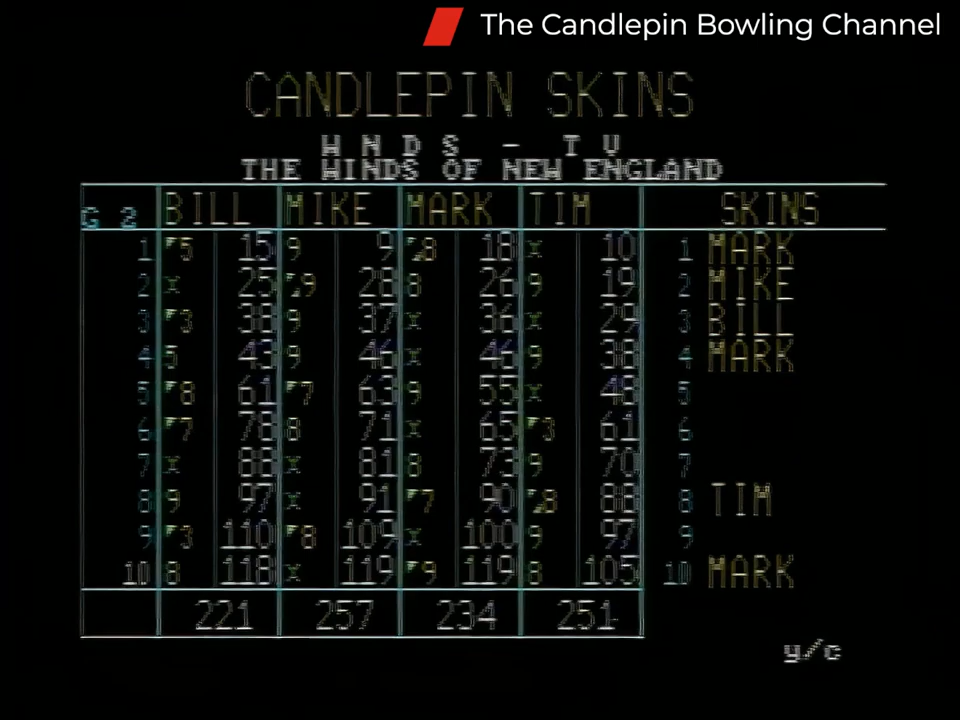 The Candlepin Bowling Channel
CANDLEPIN SKINS
W N D S - T V
THE WINDS OF NEW ENGLAND
G 2 BILL MIKE MARK TIM SKINS
1 5 15 9 9 8 18 x 10 1 MARK
2 x 25 9 28 8 26 9 19 2 MIKE
3 3 38 9 37 x 36 x 29 3 BILL
4 5 43 9 46 x 46 9 38 4 MARK
5 8 61 7 63 9 55 x 48 5
6 7 78 8 71 x 65 3 61 6
7 x 88 x 81 8 73 9 70 7
8 9 97 x 91 7 90 8 88 8 TIM
9 3 110 8 109 x 100 9 97 9
10 8 118 x 119 9 119 8 105 10 MARK
221 257 234 251
y/c